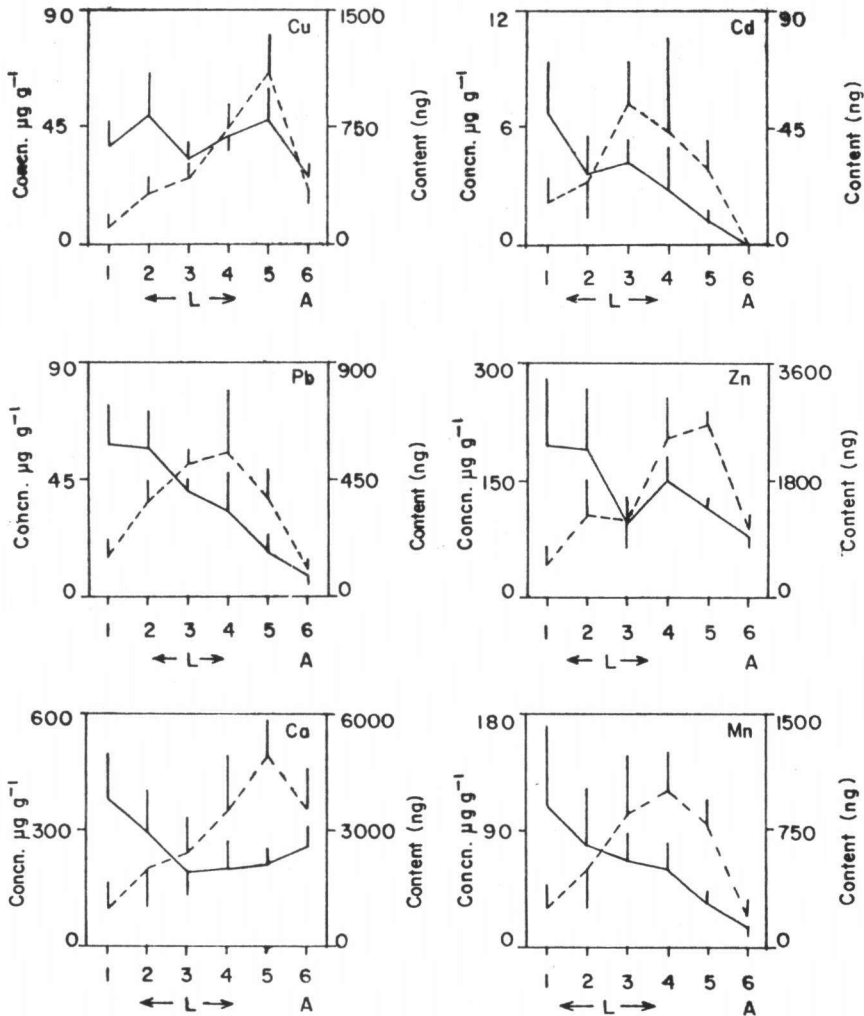 90 Cu 1500
Concn. µg g⁻¹
45 750
Content (ng)
0 0
1 2 3 4 5 6
← L → A
12 Cd 90
Concn. µg g⁻¹
6 45
Content (ng)
0 0
1 2 3 4 5 6
← L → A
90 Pb 900
Concn. µg g⁻¹
45 450
Content (ng)
0 0
1 2 3 4 5 6
← L → A
300 Zn 3600
Concn. µg g⁻¹
150 1800
Content (ng)
0 0
1 2 3 4 5 6
← L → A
600 Ca 6000
Concn. µg g⁻¹
300 3000
Content (ng)
0 0
1 2 3 4 5 6
← L → A
180 Mn 1500
Concn. µg g⁻¹
90 750
Content (ng)
0 0
1 2 3 4 5 6
← L → A